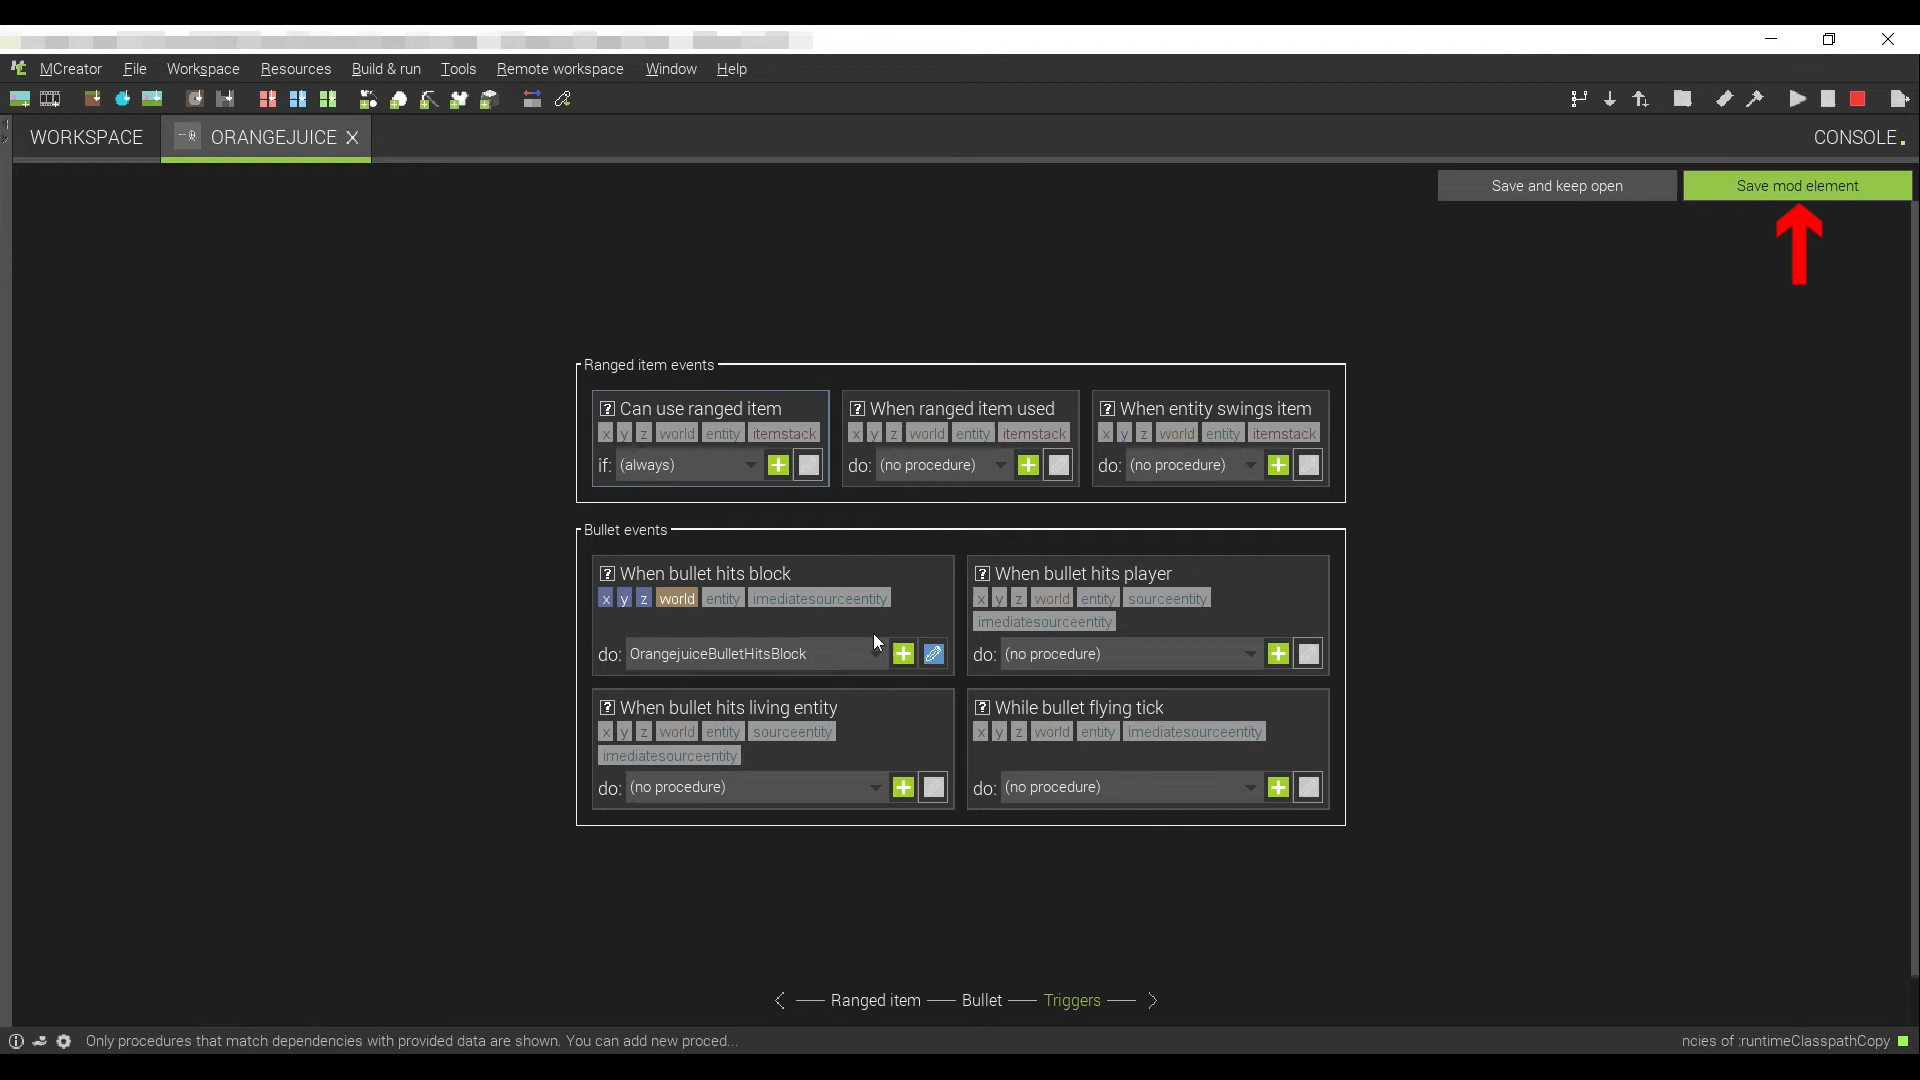 MCreator File Workspace Resources Build & run Tools Remote workspace Window Help
WORKSPACE ORANGEJUICE X CONSOLE
Save and keep open Save mod element
Ranged item events
? Can use ranged item ? When ranged item used ? When entity swings item
x y z world entity itemstack x y z world entity itemstack x y z world entity itemstack
if: (always) do: (no procedure) do: (no procedure)
Bullet events
? When bullet hits block ? When bullet hits player
x y z world entity imediatesourceentity x y z world entity sourceentity
imediatesourceentity
do: OrangejuiceBulletHitsBlock do: (no procedure)
? When bullet hits living entity ? While bullet flying tick
x y z world entity sourceentity x y z world entity imediatesourceentity
imediatesourceentity
do: (no procedure) do: (no procedure)
Ranged item Bullet Triggers
Only procedures that match dependencies with provided data are shown. You can add new proced... ncies of :runtimeClasspathCopy